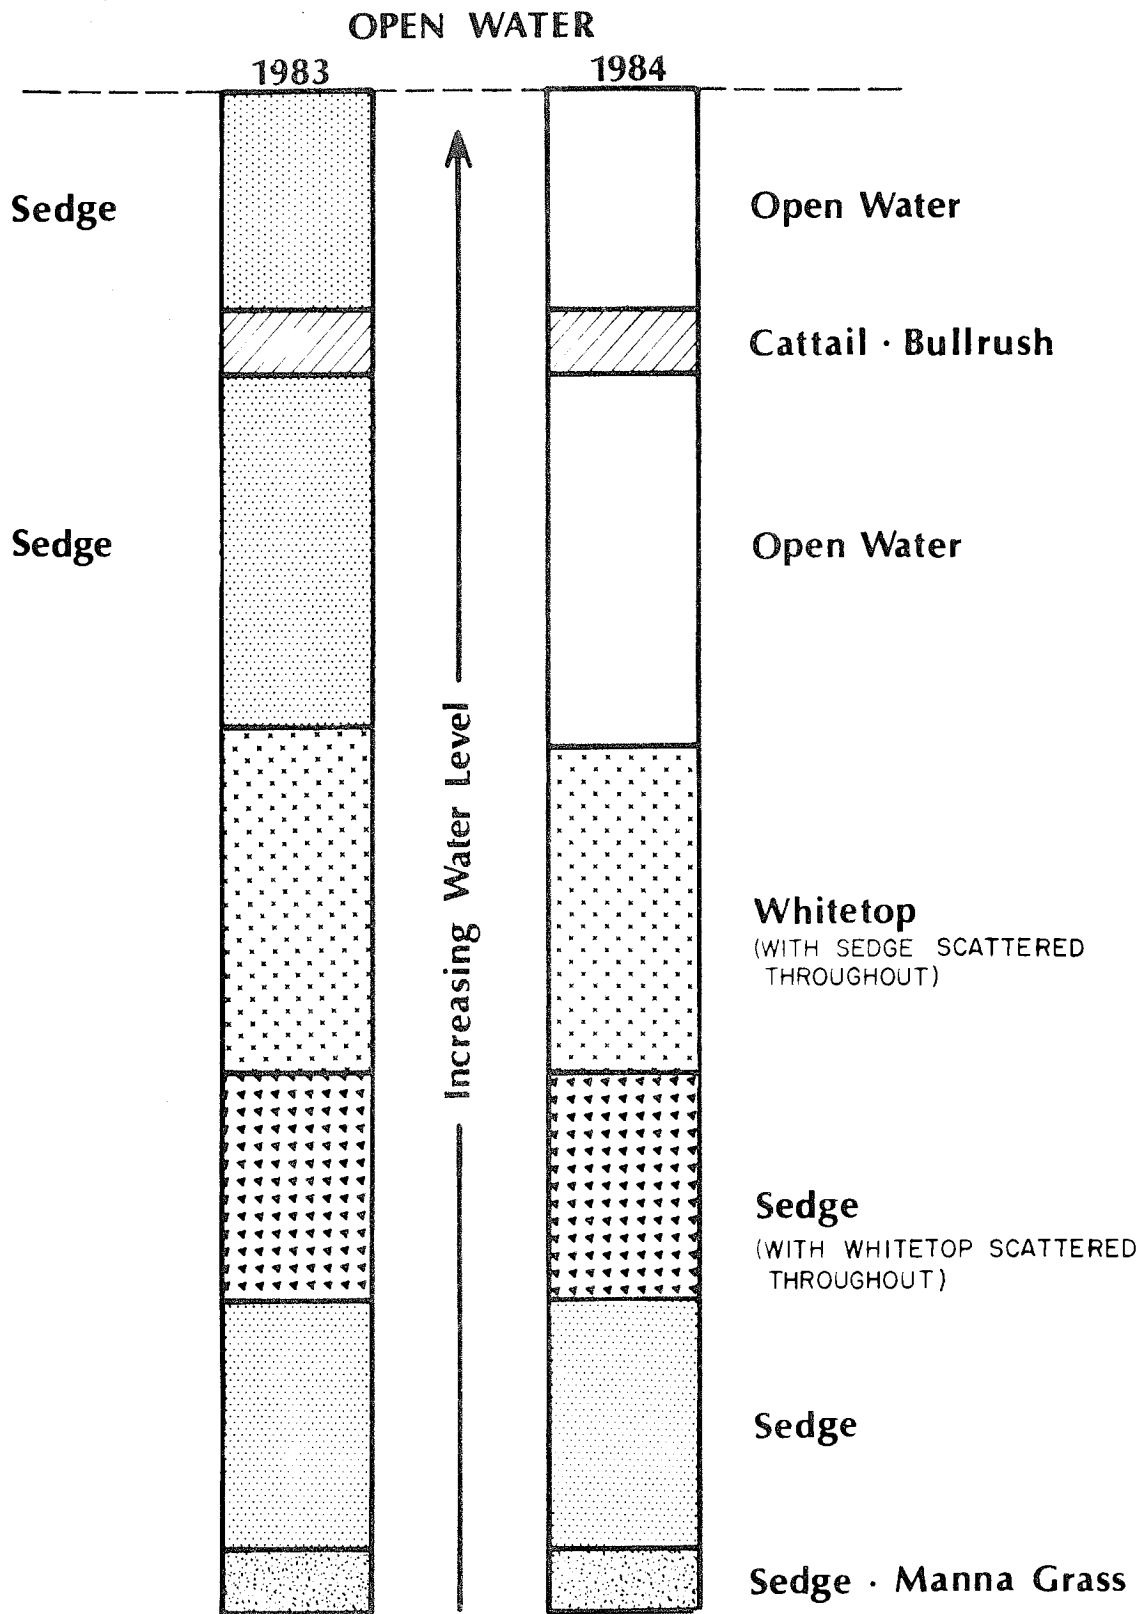 OPEN WATER
1983
1984
Sedge
Open Water
Cattail · Bullrush
Sedge
Open Water
Increasing Water Level
Whitetop
(WITH SEDGE SCATTERED
THROUGHOUT)
Sedge
(WITH WHITETOP SCATTERED
THROUGHOUT)
Sedge
Sedge · Manna Grass